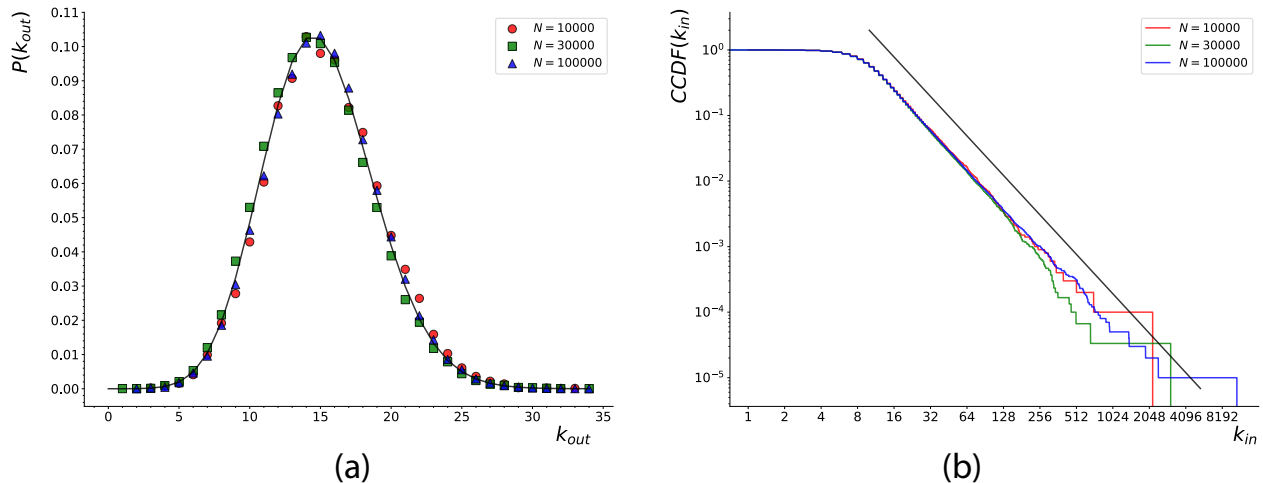 P(k_out)
0.11
0.10
0.09
0.08
0.07
0.06
0.05
0.04
0.03
0.02
0.01
0.00
0 5 10 15 20 25 30 35
k_out
N = 10000
N = 30000
N = 100000
(a)
CCDF(k_in)
10^0
10^-1
10^-2
10^-3
10^-4
10^-5
1 2 4 8 16 32 64 128 256 512 1024 2048 4096 8192
k_in
N = 10000
N = 30000
N = 100000
(b)